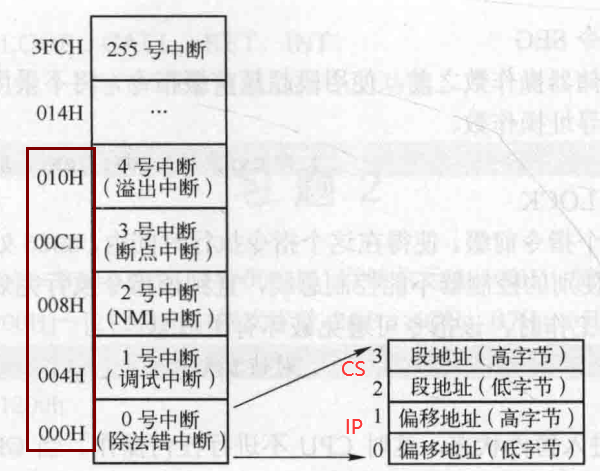 3FCH 255 号中断
014H …
010H 4 号中断
(溢出中断)
00CH 3 号中断
(断点中断)
008H 2 号中断
(NMI 中断)
004H 1 号中断
(调试中断)
000H 0 号中断
(除法错中断)
CS
3 段地址(高字节)
2 段地址(低字节)
IP
1 偏移地址(高字节)
0 偏移地址(低字节)